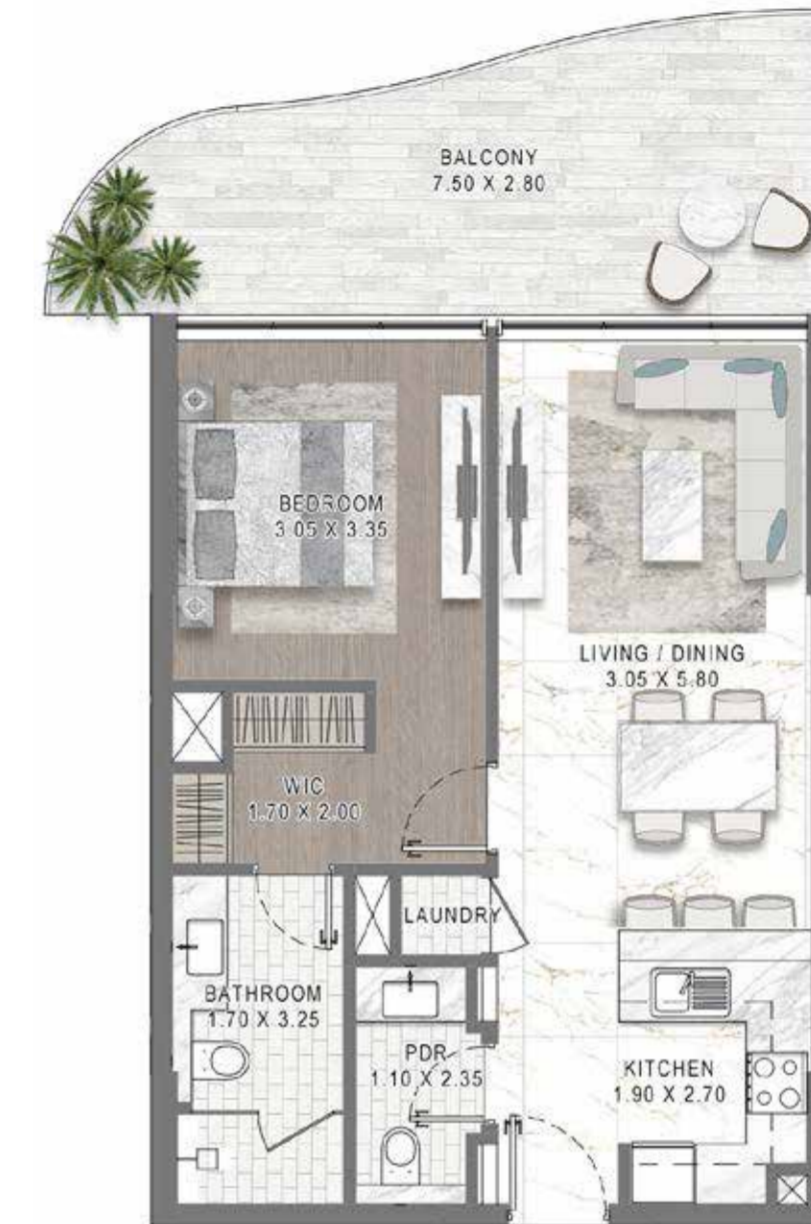 BALCONY
7.50 X 2.80
BEDROOM
3.05 X 3.35
LIVING / DINING
3.05 X 5.80
WIC
1.70 X 2.00
LAUNDRY
BATHROOM
1.70 X 3.25
PDR
1.10 X 2.35
KITCHEN
1.90 X 2.70